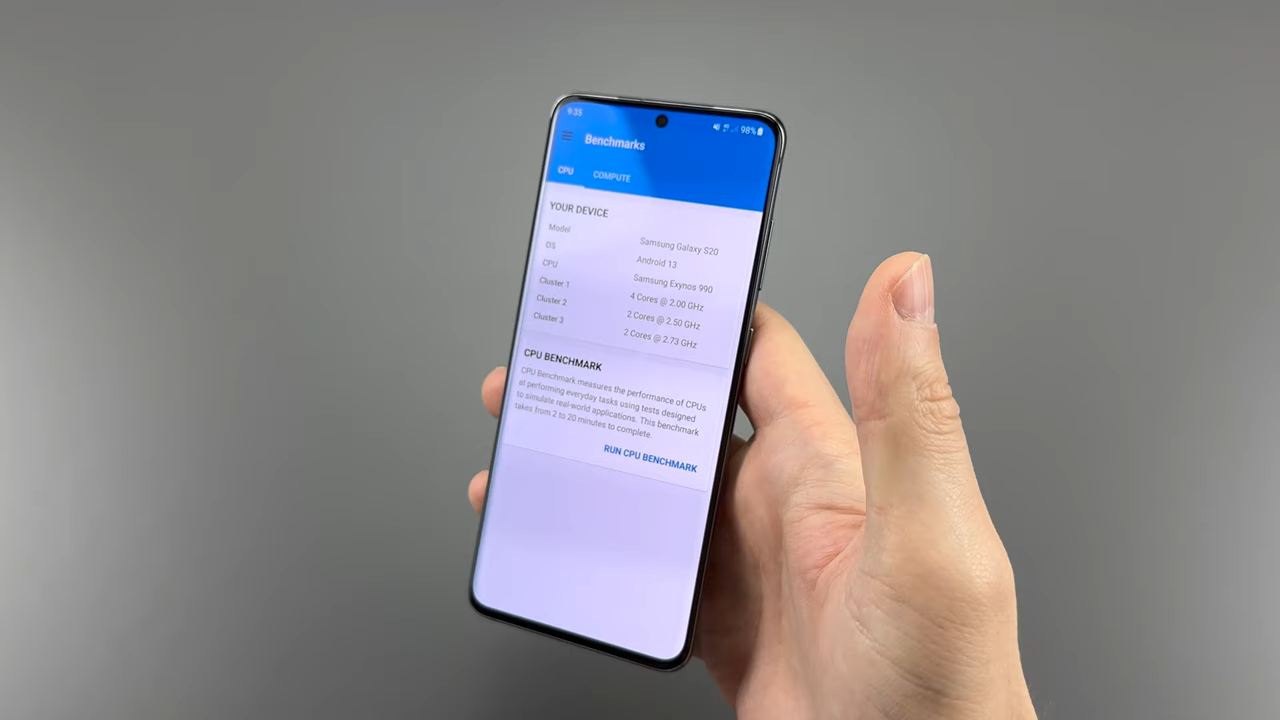 9:35 98%
Benchmarks
CPU COMPUTE
YOUR DEVICE
Model Samsung Galaxy S20
OS Android 13
CPU Samsung Exynos 990
Cluster 1 4 Cores @ 2.00 GHz
Cluster 2 2 Cores @ 2.50 GHz
Cluster 3 2 Cores @ 2.73 GHz
CPU BENCHMARK
CPU Benchmark measures the performance of CPUs
at performing everyday tasks using tests designed
to simulate real-world applications. This benchmark
takes from 2 to 20 minutes to complete.
RUN CPU BENCHMARK